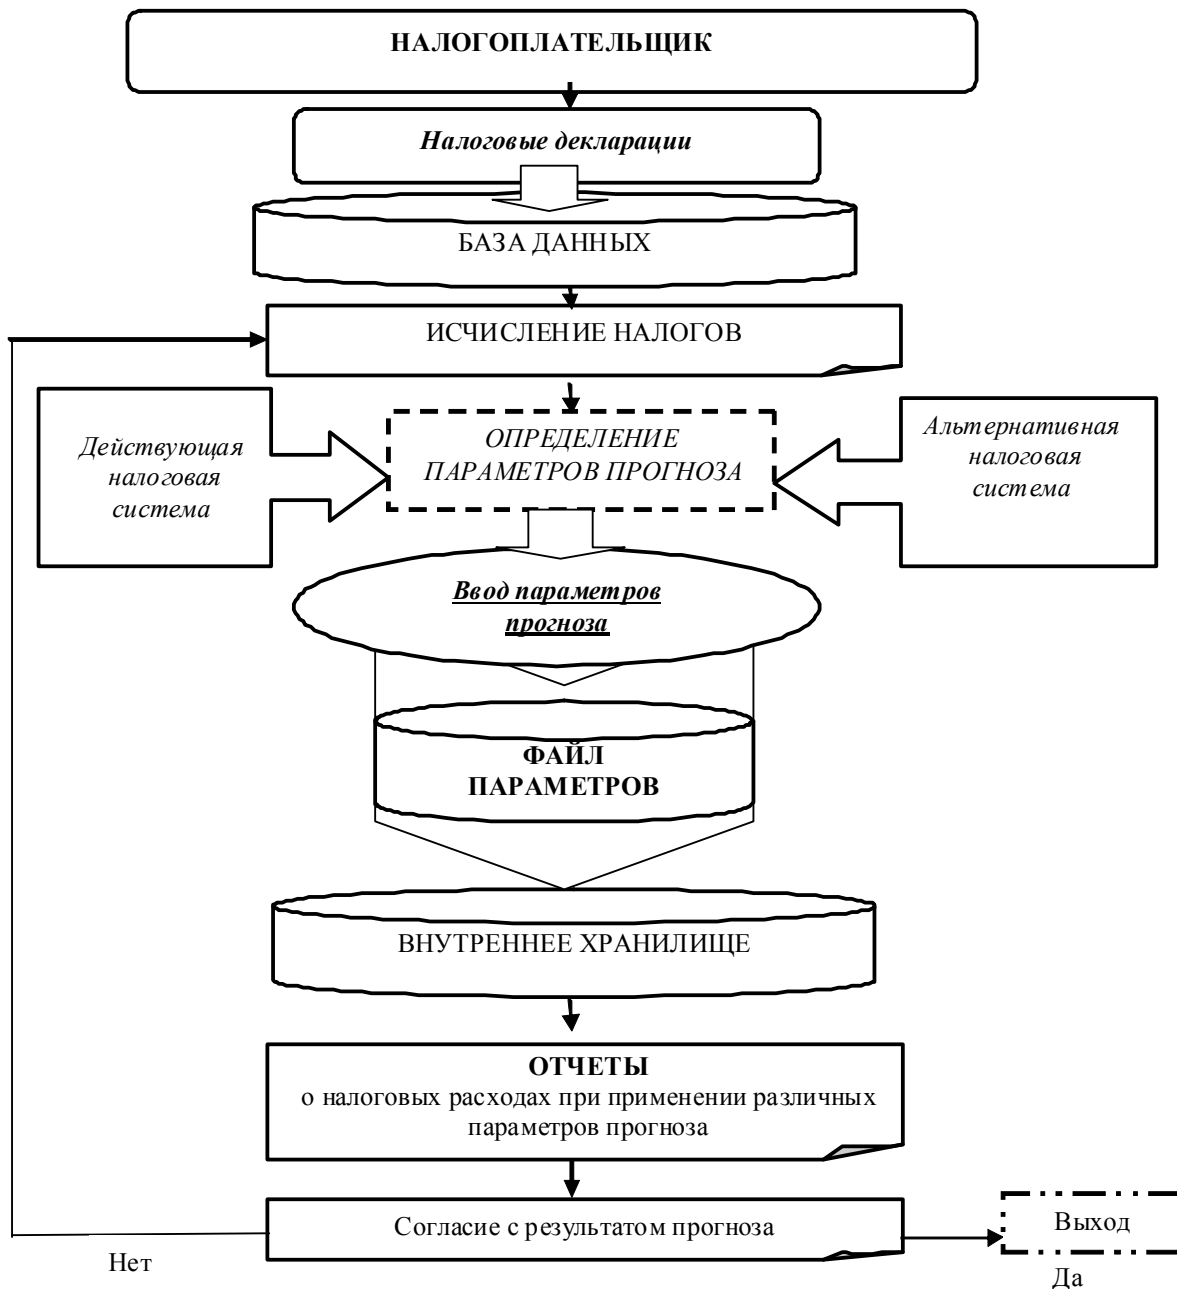 НАЛОГОПЛАТЕЛЬЩИК
Налоговые декларации
БАЗА ДАННЫХ
ИСЧИСЛЕНИЕ НАЛОГОВ
Действующая
налоговая
система
ОПРЕДЕЛЕНИЕ
ПАРАМЕТРОВ ПРОГНОЗА
Альтернативная
налоговая
система
Ввод параметров
прогноза
ФАЙЛ
ПАРАМЕТРОВ
ВНУТРЕННЕЕ ХРАНИЛИЩЕ
ОТЧЕТЫ
о налоговых расходах при применении различных
параметров прогноза
Согласие с результатом прогноза
Выход
Нет
Да